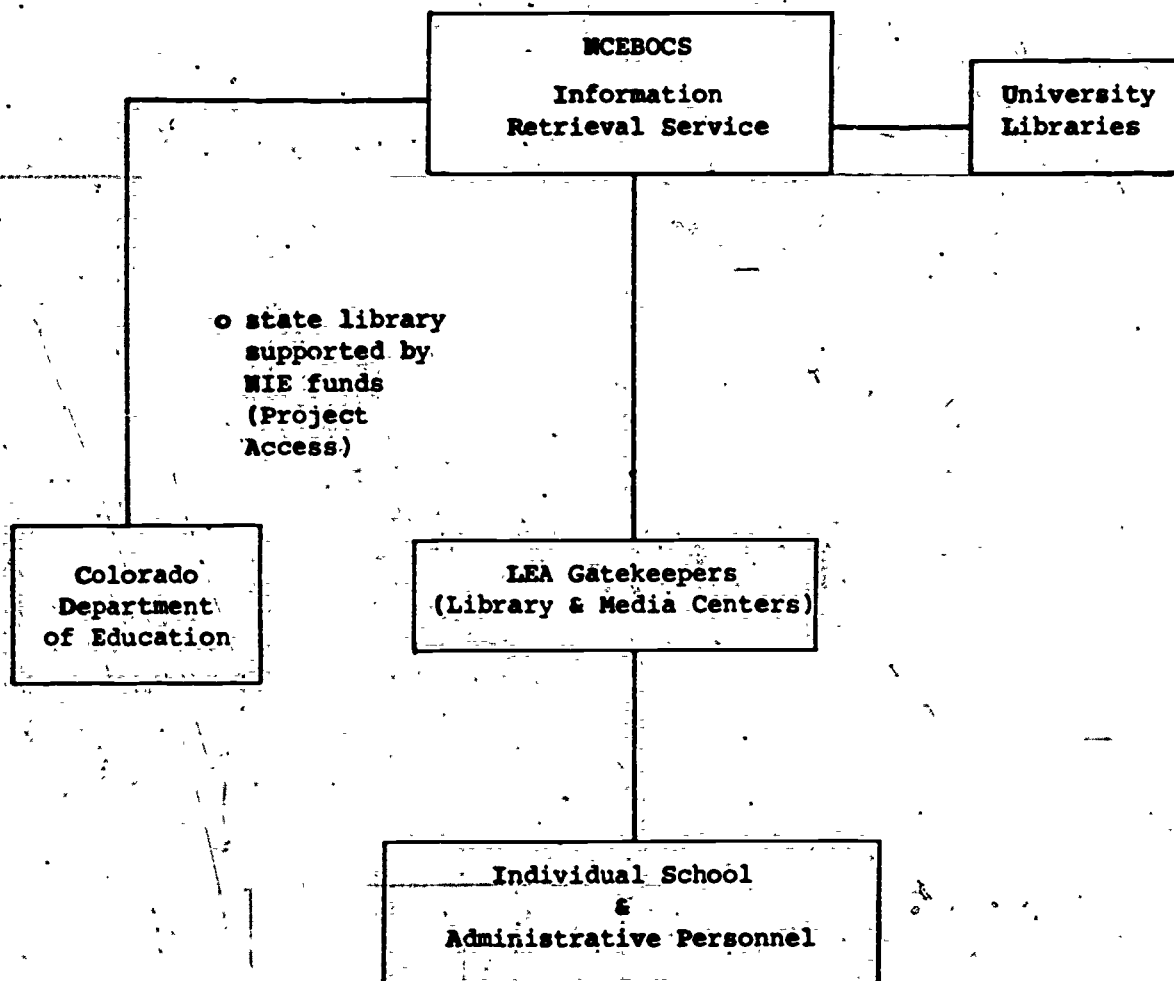 NCEBOCS
Information
Retrieval Service
University
Libraries
o state library
supported by
NIE funds
(Project
Access)
Colorado
Department
of Education
LEA Gatekeepers
(Library & Media Centers)
Individual School
&
Administrative Personnel